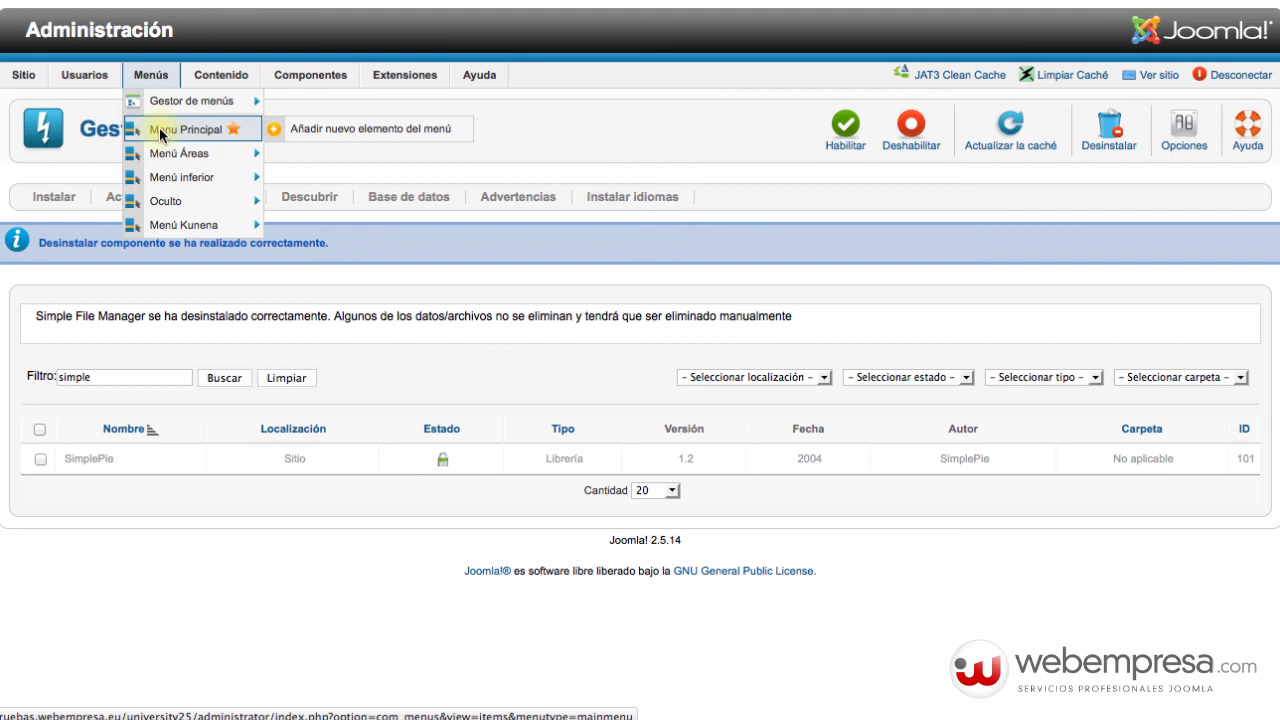 Administración
Joomla!
Sitio Usuarios Menús Contenido Componentes Extensiones Ayuda JAT3 Clean Cache Limpiar Caché Ver sitio Desconectar
Gestor de menús
Ges
Menu Principal Añadir nuevo elemento del menú
Menú Áreas
Menú inferior
Oculto
Menú Kunena
Habilitar Deshabilitar Actualizar la caché Desinstalar Opciones Ayuda
Instalar Ac Descubrir Base de datos Advertencias Instalar idiomas
Desinstalar componente se ha realizado correctamente.
Simple File Manager se ha desinstalado correctamente. Algunos de los datos/archivos no se eliminan y tendrá que ser eliminado manualmente
Filtro: simple Buscar Limpiar - Seleccionar localización - - Seleccionar estado - - Seleccionar tipo - - Seleccionar carpeta -
Nombre Localización Estado Tipo Versión Fecha Autor Carpeta ID
SimplePie Sitio Librería 1.2 2004 SimplePie No aplicable 101
Cantidad 20
Joomla! 2.5.14
Joomla!® es software libre liberado bajo la GNU General Public License.
webempresa.com
SERVICIOS PROFESIONALES JOOMLA
ruebas.webempresa.eu/university25/administrator/index.php?option=com_menus&view=items&menutype=mainmenu